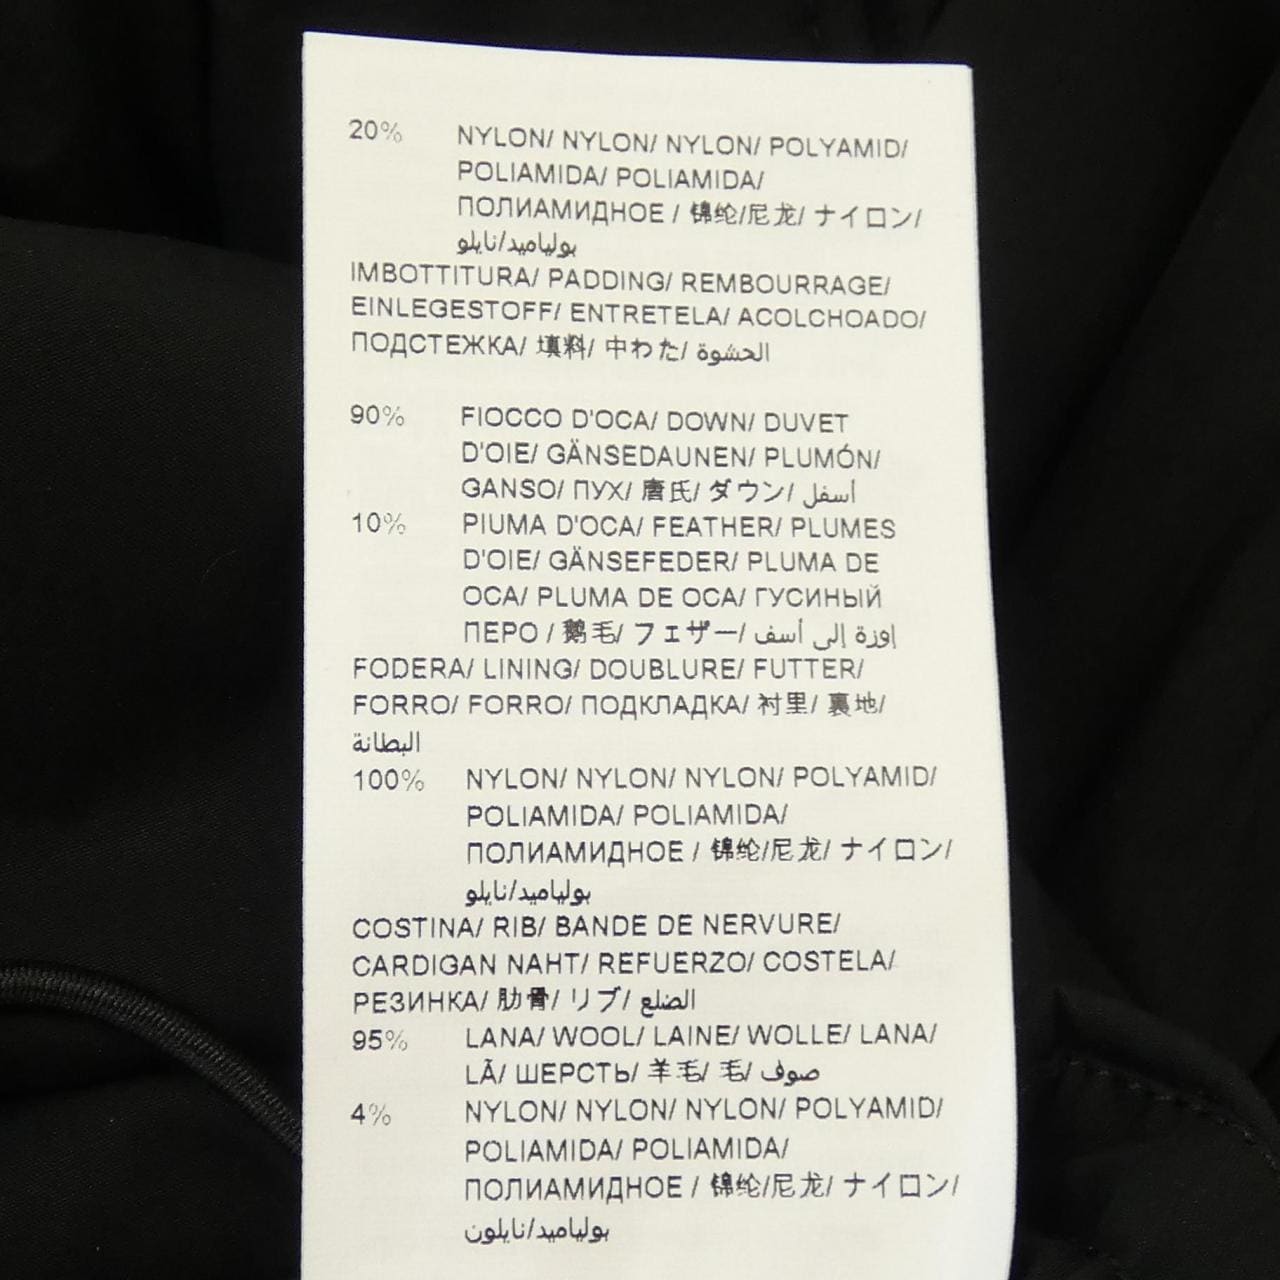 20% NYLON/ NYLON/ NYLON/ POLYAMID/
POLIAMIDA/ POLIAMIDA/
ПОЛИАМИДНОЕ / 锦纶/尼龙/ ナイロン/
بولياميد/نايلو
IMBOTTITURA/ PADDING/ REMBOURRAGE/
EINLEGESTOFF/ ENTRETELA/ ACOLCHOADO/
ПОДСТЕЖКА/ 填料/ 中わた/ الحشوة
90% FIOCCO D'OCA/ DOWN/ DUVET
D'OIE/ GÄNSEDAUNEN/ PLUMÓN/
GANSO/ ПУХ/ 唐氏/ ダウン/ أسفل
10% PIUMA D'OCA/ FEATHER/ PLUMES
D'OIE/ GÄNSEFEDER/ PLUMA DE
OCA/ PLUMA DE OCA/ ГУСИНЫЙ
ПЕРО / 鹅毛/ フェザー/ إوزة إلى أسف
FODERA/ LINING/ DOUBLURE/ FUTTER/
FORRO/ FORRO/ ПОДКЛАДКА/ 衬里/ 裏地/
البطانة
100% NYLON/ NYLON/ NYLON/ POLYAMID/
POLIAMIDA/ POLIAMIDA/
ПОЛИАМИДНОЕ / 锦纶/尼龙/ ナイロン/
بولياميد/نايلو
COSTINA/ RIB/ BANDE DE NERVURE/
CARDIGAN NAHT/ REFUERZO/ COSTELA/
РЕЗИНКА/ 肋骨/ リブ/ الضلع
95% LANA/ WOOL/ LAINE/ WOLLE/ LANA/
LÃ/ ШЕРСТЬ/ 羊毛/ 毛/ صوف
4% NYLON/ NYLON/ NYLON/ POLYAMID/
POLIAMIDA/ POLIAMIDA/
ПОЛИАМИДНОЕ / 锦纶/尼龙/ ナイロン/
بولياميد/نايلون